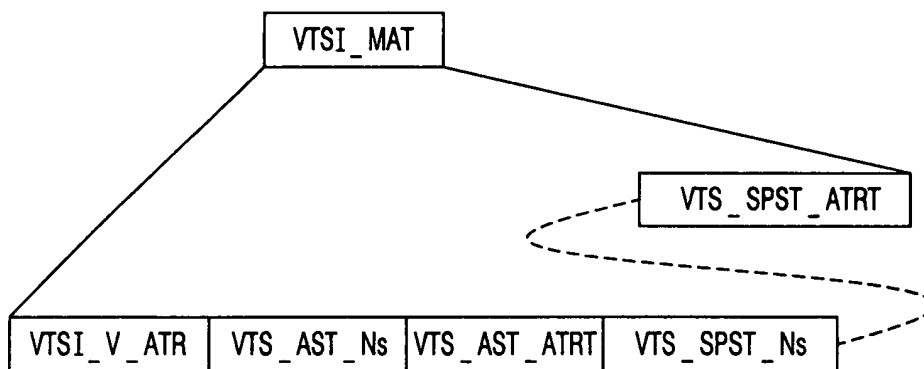 VTSI_MAT
VTS_SPST_ATRT
VTSI_V_ATR VTS_AST_Ns VTS_AST_ATRT VTS_SPST_Ns